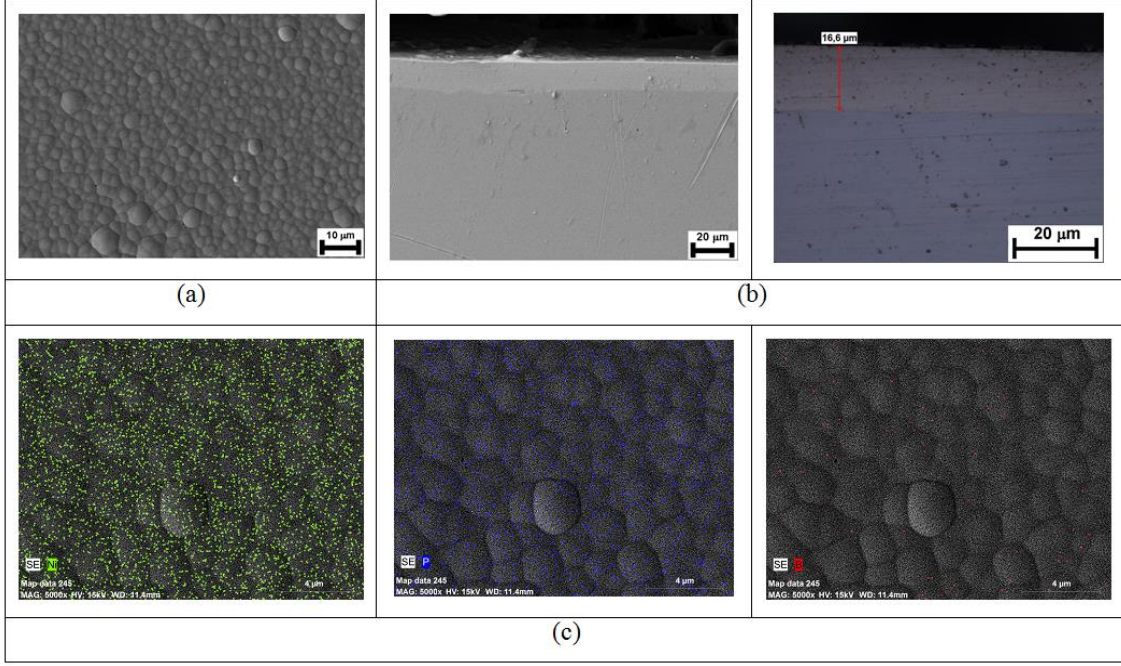 16,6 µm
10 µm
20 µm
20 µm
(a)
(b)
SE Ni
Map data 245
MAG: 5000x HV: 15kV WD: 11.4mm
4 µm
SE P
Map data 245
MAG: 5000x HV: 15kV WD: 11.4mm
4 µm
SE
Map data 245
MAG: 5000x HV: 15kV WD: 11.4mm
4 µm
(c)